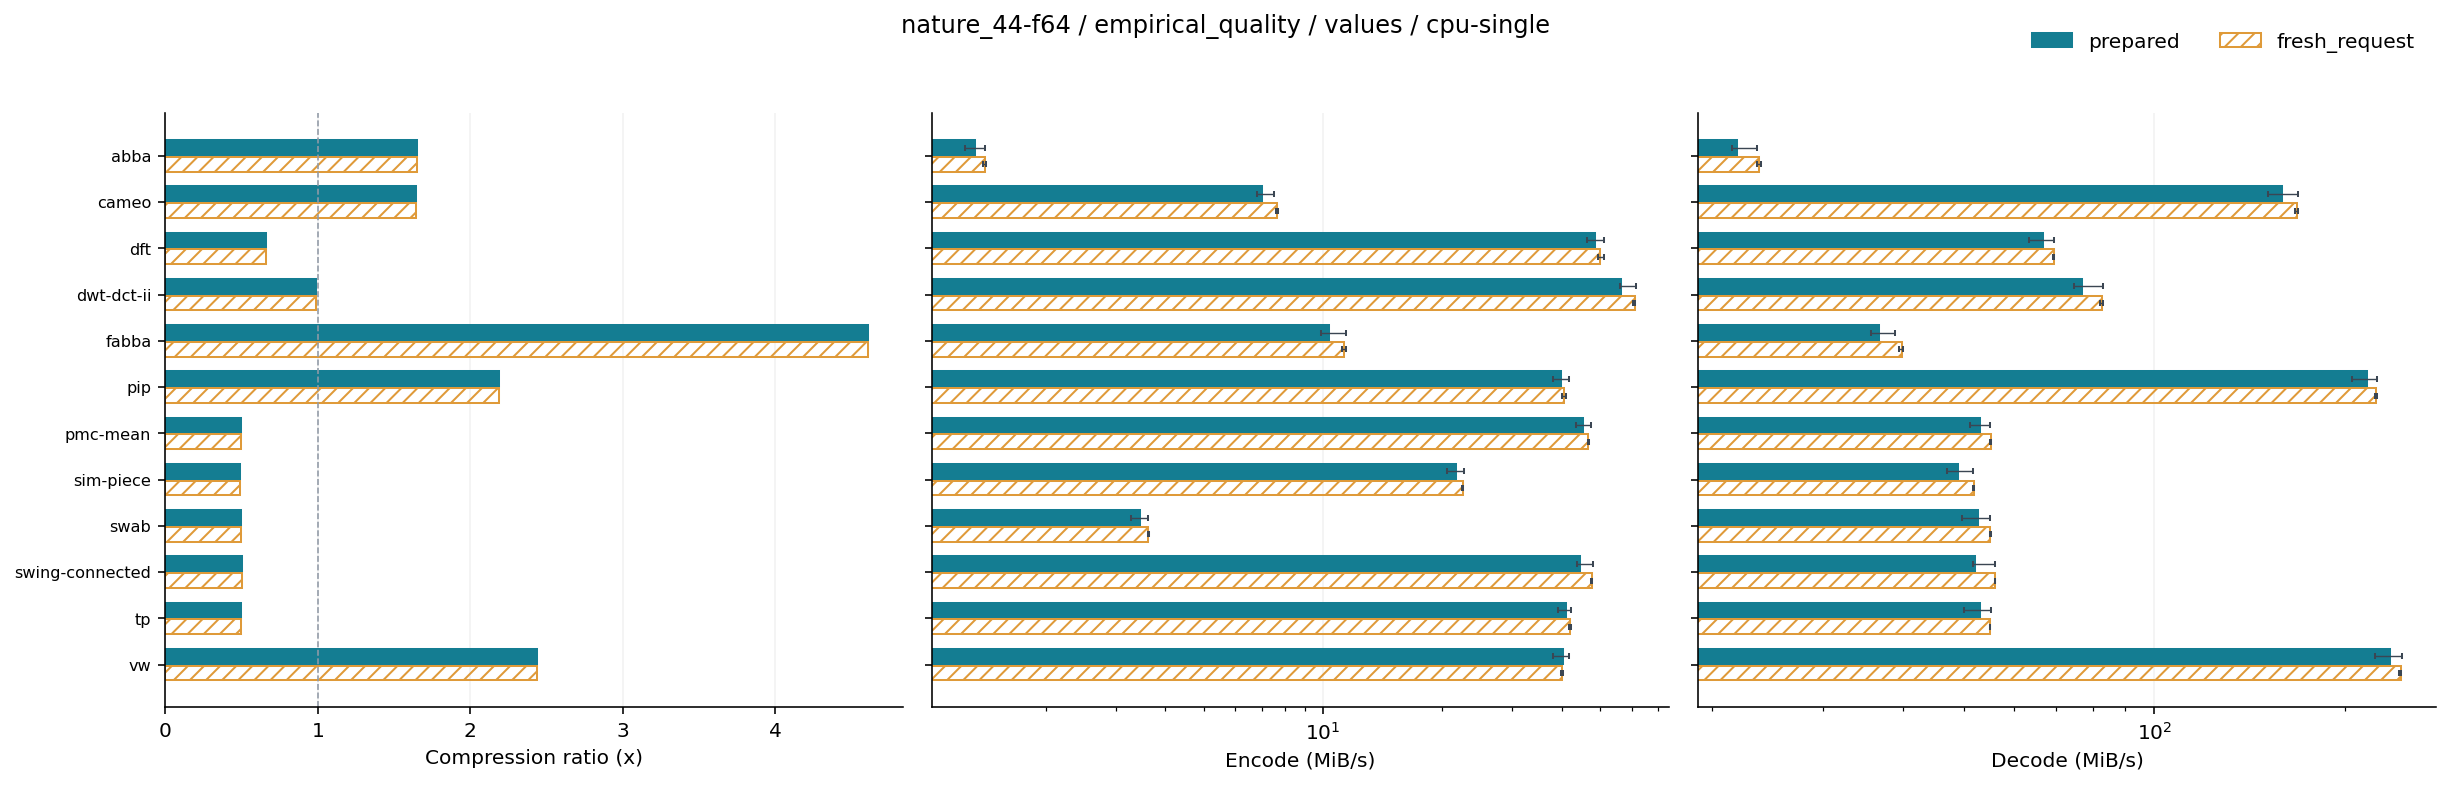 nature_44-f64 / empirical_quality / values / cpu-single
prepared fresh_request
abba
cameo
dft
dwt-dct-ii
fabba
pip
pmc-mean
sim-piece
swab
swing-connected
tp
vw
0 1 2 3 4
10¹
10²
Compression ratio (x)
Encode (MiB/s)
Decode (MiB/s)